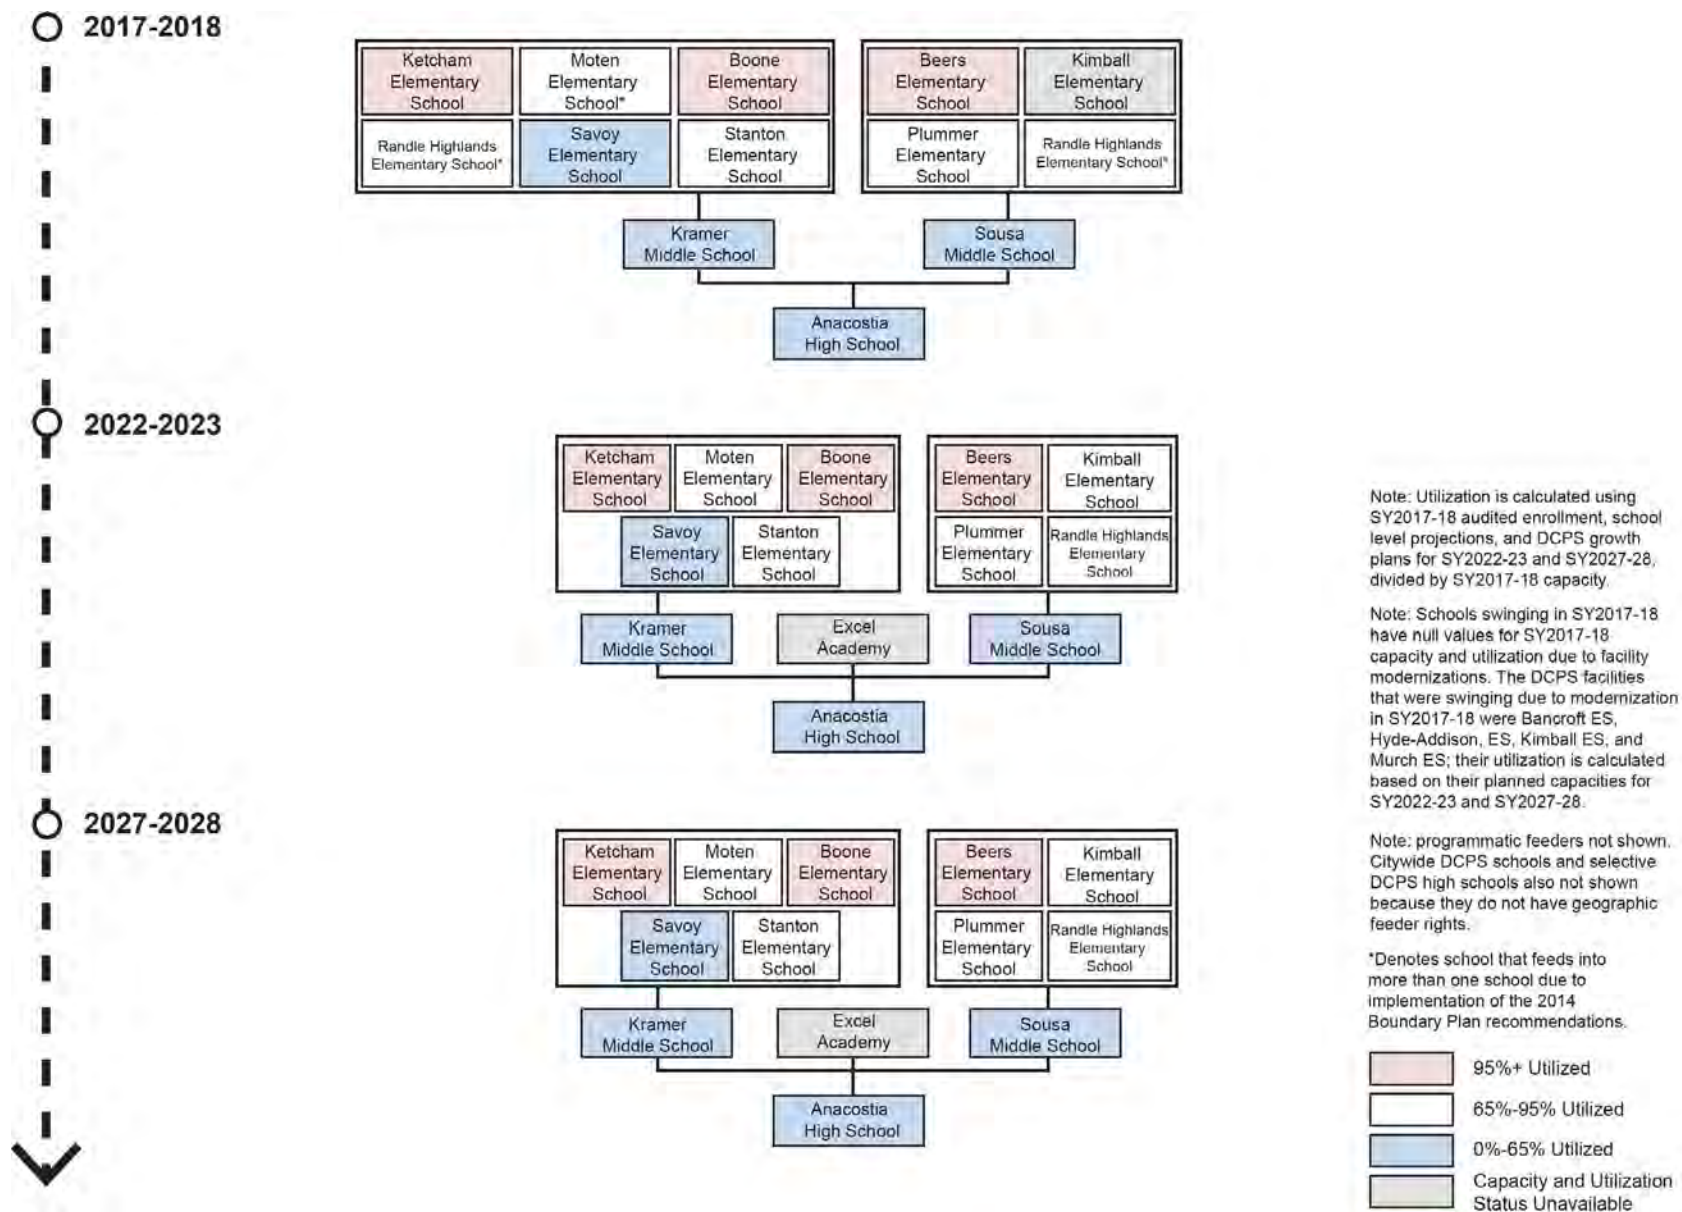 2017-2018
Ketcham
Elementary
School
Moten
Elementary
School*
Boone
Elementary
School
Randle Highlands
Elementary School*
Savoy
Elementary
School
Stanton
Elementary
School
Beers
Elementary
School
Kimball
Elementary
School
Plummer
Elementary
School
Randle Highlands
Elementary School*
Kramer
Middle School
Sousa
Middle School
Anacostia
High School
2022-2023
Ketcham
Elementary
School
Moten
Elementary
School
Boone
Elementary
School
Savoy
Elementary
School
Stanton
Elementary
School
Beers
Elementary
School
Kimball
Elementary
School
Plummer
Elementary
School
Randle Highlands
Elementary
School
Kramer
Middle School
Excel
Academy
Sousa
Middle School
Anacostia
High School
2027-2028
Ketcham
Elementary
School
Moten
Elementary
School
Boone
Elementary
School
Savoy
Elementary
School
Stanton
Elementary
School
Beers
Elementary
School
Kimball
Elementary
School
Plummer
Elementary
School
Randle Highlands
Elementary
School
Kramer
Middle School
Excel
Academy
Sousa
Middle School
Anacostia
High School
Note: Utilization is calculated using
SY2017-18 audited enrollment, school
level projections, and DCPS growth
plans for SY2022-23 and SY2027-28,
divided by SY2017-18 capacity.
Note: Schools swinging in SY2017-18
have null values for SY2017-18
capacity and utilization due to facility
modernizations. The DCPS facilities
that were swinging due to modernization
in SY2017-18 were Bancroft ES,
Hyde-Addison, ES, Kimball ES, and
Murch ES; their utilization is calculated
based on their planned capacities for
SY2022-23 and SY2027-28.
Note: programmatic feeders not shown.
Citywide DCPS schools and selective
DCPS high schools also not shown
because they do not have geographic
feeder rights.
*Denotes school that feeds into
more than one school due to
implementation of the 2014
Boundary Plan recommendations.
95%+ Utilized
65%-95% Utilized
0%-65% Utilized
Capacity and Utilization
Status Unavailable